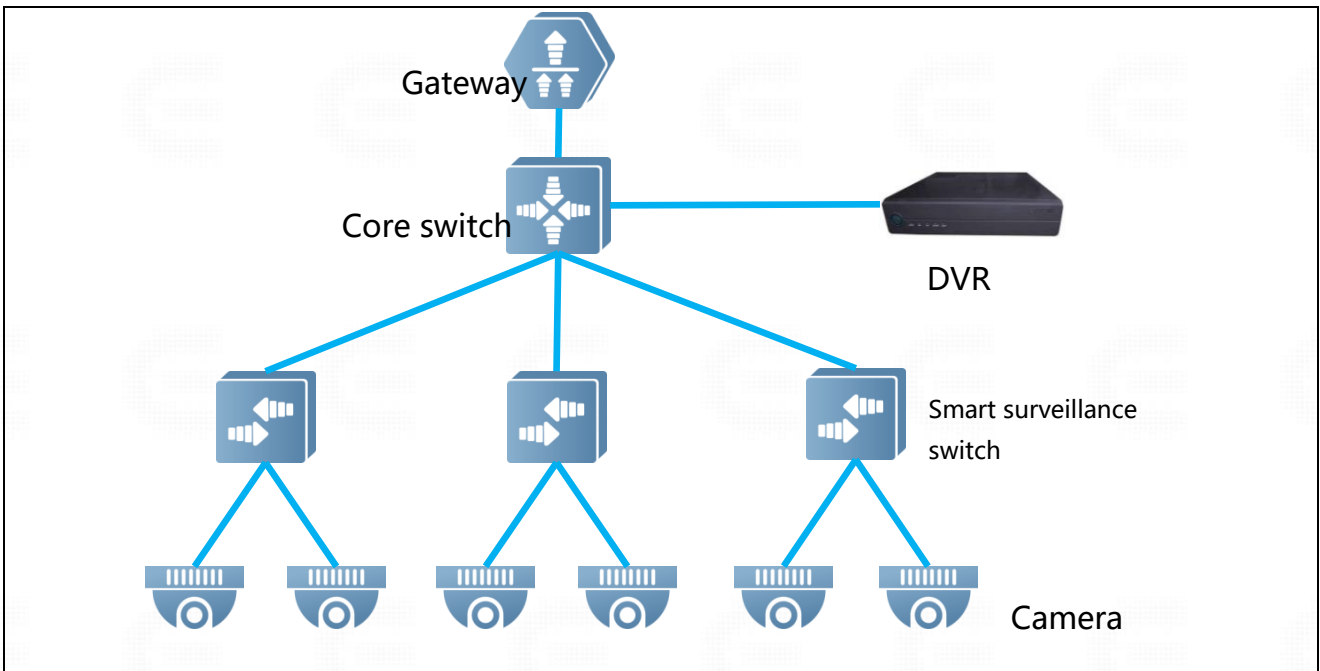 Gateway
Core switch
DVR
Smart surveillance
switch
Camera